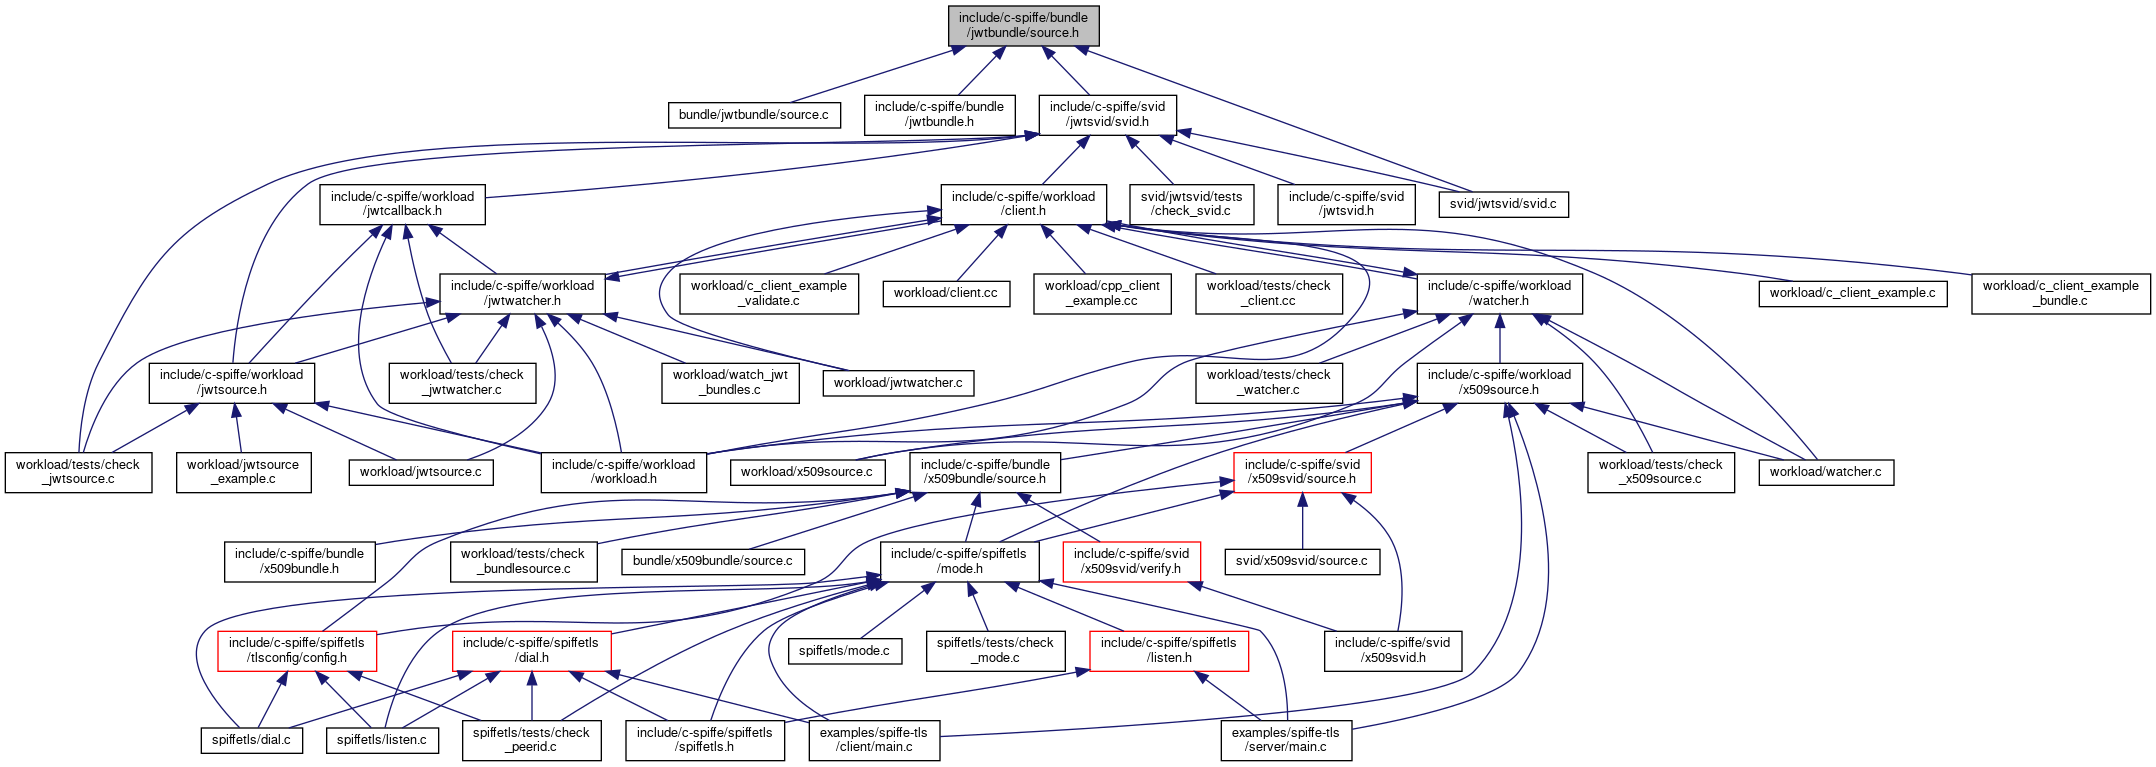 include/c-spiffe/bundle
/jwtbundle/source.h
bundle/jwtbundle/source.c
include/c-spiffe/bundle
/jwtbundle.h
include/c-spiffe/svid
/jwtsvid/svid.h
include/c-spiffe/workload
/jwtcallback.h
include/c-spiffe/workload
/client.h
svid/jwtsvid/tests
/check_svid.c
include/c-spiffe/svid
/jwtsvid.h
svid/jwtsvid/svid.c
include/c-spiffe/workload
/jwtwatcher.h
workload/c_client_example
_validate.c
workload/client.cc
workload/cpp_client
_example.cc
workload/tests/check
_client.cc
include/c-spiffe/workload
/watcher.h
workload/c_client_example.c
workload/c_client_example
_bundle.c
include/c-spiffe/workload
/jwtsource.h
workload/tests/check
_jwtwatcher.c
workload/watch_jwt
_bundles.c
workload/jwtwatcher.c
workload/tests/check
_watcher.c
include/c-spiffe/workload
/x509source.h
workload/tests/check
_jwtsource.c
workload/jwtsource
_example.c
workload/jwtsource.c
include/c-spiffe/workload
/workload.h
workload/x509source.c
include/c-spiffe/bundle
/x509bundle/source.h
include/c-spiffe/svid
/x509svid/source.h
workload/tests/check
_x509source.c
workload/watcher.c
include/c-spiffe/bundle
/x509bundle.h
workload/tests/check
_bundlesource.c
bundle/x509bundle/source.c
include/c-spiffe/spiffetls
/mode.h
include/c-spiffe/svid
/x509svid/verify.h
svid/x509svid/source.c
include/c-spiffe/spiffetls
/tlsconfig/config.h
include/c-spiffe/spiffetls
/dial.h
spiffetls/mode.c
spiffetls/tests/check
_mode.c
include/c-spiffe/spiffetls
/listen.h
include/c-spiffe/svid
/x509svid.h
spiffetls/dial.c
spiffetls/listen.c
spiffetls/tests/check
_peerid.c
include/c-spiffe/spiffetls
/spiffetls.h
examples/spiffe-tls
/client/main.c
examples/spiffe-tls
/server/main.c